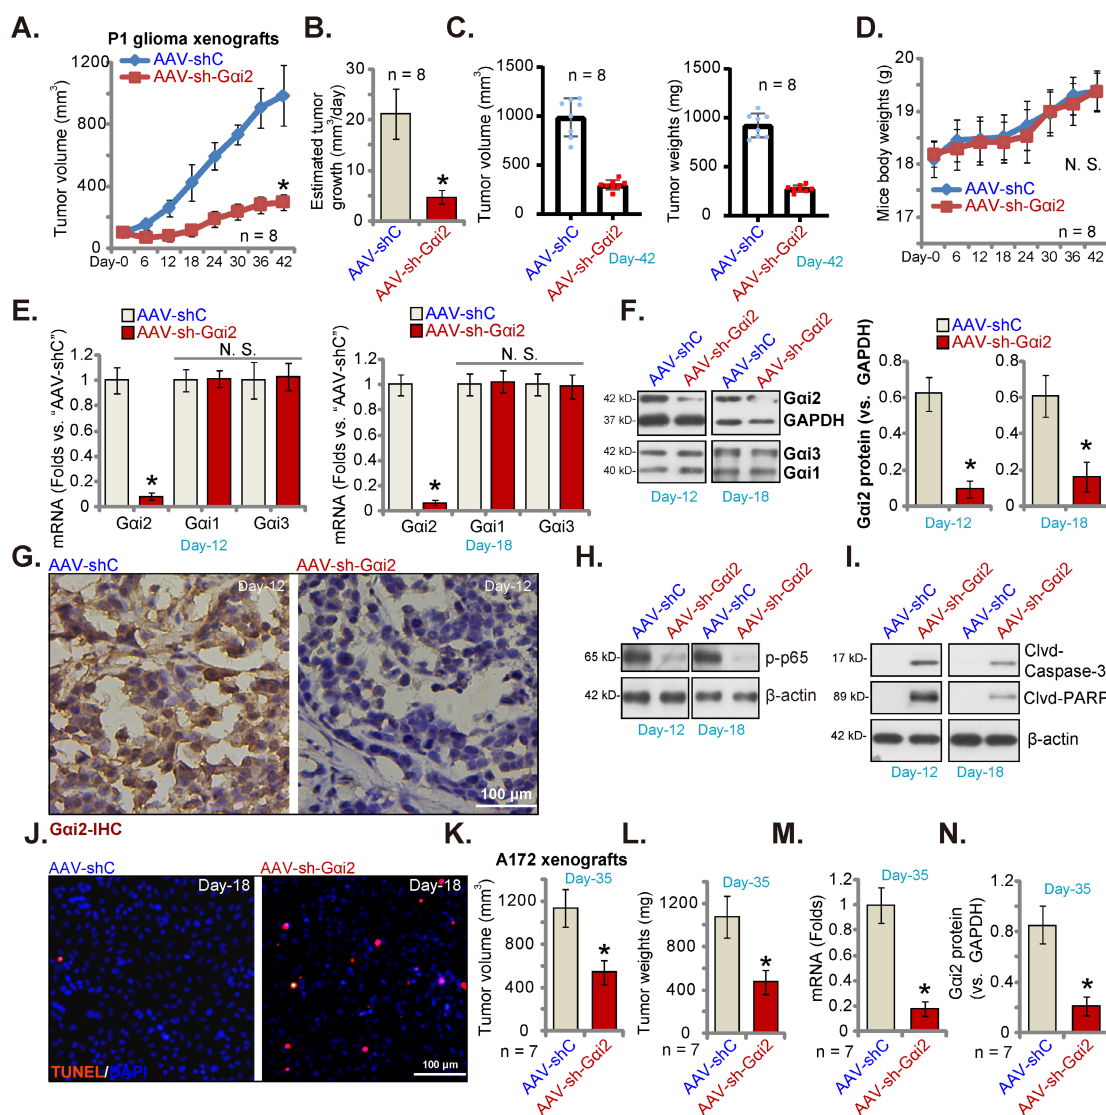 A.
P1 glioma xenografts
AAV-shC
AAV-sh-Gαi2
Tumor volume (mm³)
1200
800
400
0
*
n = 8
Day-0 6 12 18 24 30 36 42
B.
Estimated tumor
growth (mm³/day)
30
20
10
0
n = 8
*
AAV-shC
AAV-sh-Gαi2
C.
Tumor volume (mm³)
1000
500
0
n = 8
AAV-shC
AAV-sh-Gαi2
Day-42
Tumor weights (mg)
1500
1000
500
0
n = 8
AAV-shC
AAV-sh-Gαi2
Day-42
D.
Mice body weights (g)
20
19
18
17
N. S.
AAV-shC
AAV-sh-Gαi2
n = 8
Day-0 6 12 18 24 30 36 42
E.
AAV-shC
AAV-sh-Gαi2
N. S.
mRNA (Folds vs. “AAV-shC”)
1.2
1
0.8
0.6
0.4
0.2
0
*
Gαi2 Gαi1 Gαi3
Day-12
AAV-shC
AAV-sh-Gαi2
N. S.
mRNA (Folds vs. “AAV-shC”)
1.2
1
0.8
0.6
0.4
0.2
0
*
Gαi2 Gαi1 Gαi3
Day-18
F.
AAV-shC
AAV-sh-Gαi2
AAV-shC
AAV-sh-Gαi2
42 kD- Gαi2
37 kD- GAPDH
42 kD- Gαi3
40 kD- Gαi1
Day-12 Day-18
AAV-shC
AAV-sh-Gαi2
Gαi2 protein (vs. GAPDH)
0.8
0.6
0.4
0.2
0
*
Day-12
0.8
0.6
0.4
0.2
0
*
Day-18
G.
AAV-shC
AAV-sh-Gαi2
Day-12
Day-12
100 μm
Gαi2-IHC
H.
AAV-shC
AAV-sh-Gαi2
AAV-shC
AAV-sh-Gαi2
65 kD- p-p65
42 kD- β-actin
Day-12 Day-18
I.
AAV-shC
AAV-sh-Gαi2
AAV-shC
AAV-sh-Gαi2
17 kD- Clvd-
Caspase-3
89 kD- Clvd-PARP
42 kD- β-actin
Day-12 Day-18
J.
AAV-shC
AAV-sh-Gαi2
Day-18
Day-18
TUNEL/DAPI
100 μm
K.
A172 xenografts
Day-35
Tumor volume (mm³)
1200
800
400
0
*
n = 7
AAV-shC
AAV-sh-Gαi2
L.
Day-35
Tumor weights (mg)
1200
800
400
0
*
n = 7
AAV-shC
AAV-sh-Gαi2
M.
Day-35
mRNA (Folds)
1.2
1
0.8
0.6
0.4
0.2
0
*
n = 7
AAV-shC
AAV-sh-Gαi2
N.
Day-35
Gαi2 protein
(vs. GAPDH)
1.2
0.8
0.4
0
*
n = 7
AAV-shC
AAV-sh-Gαi2